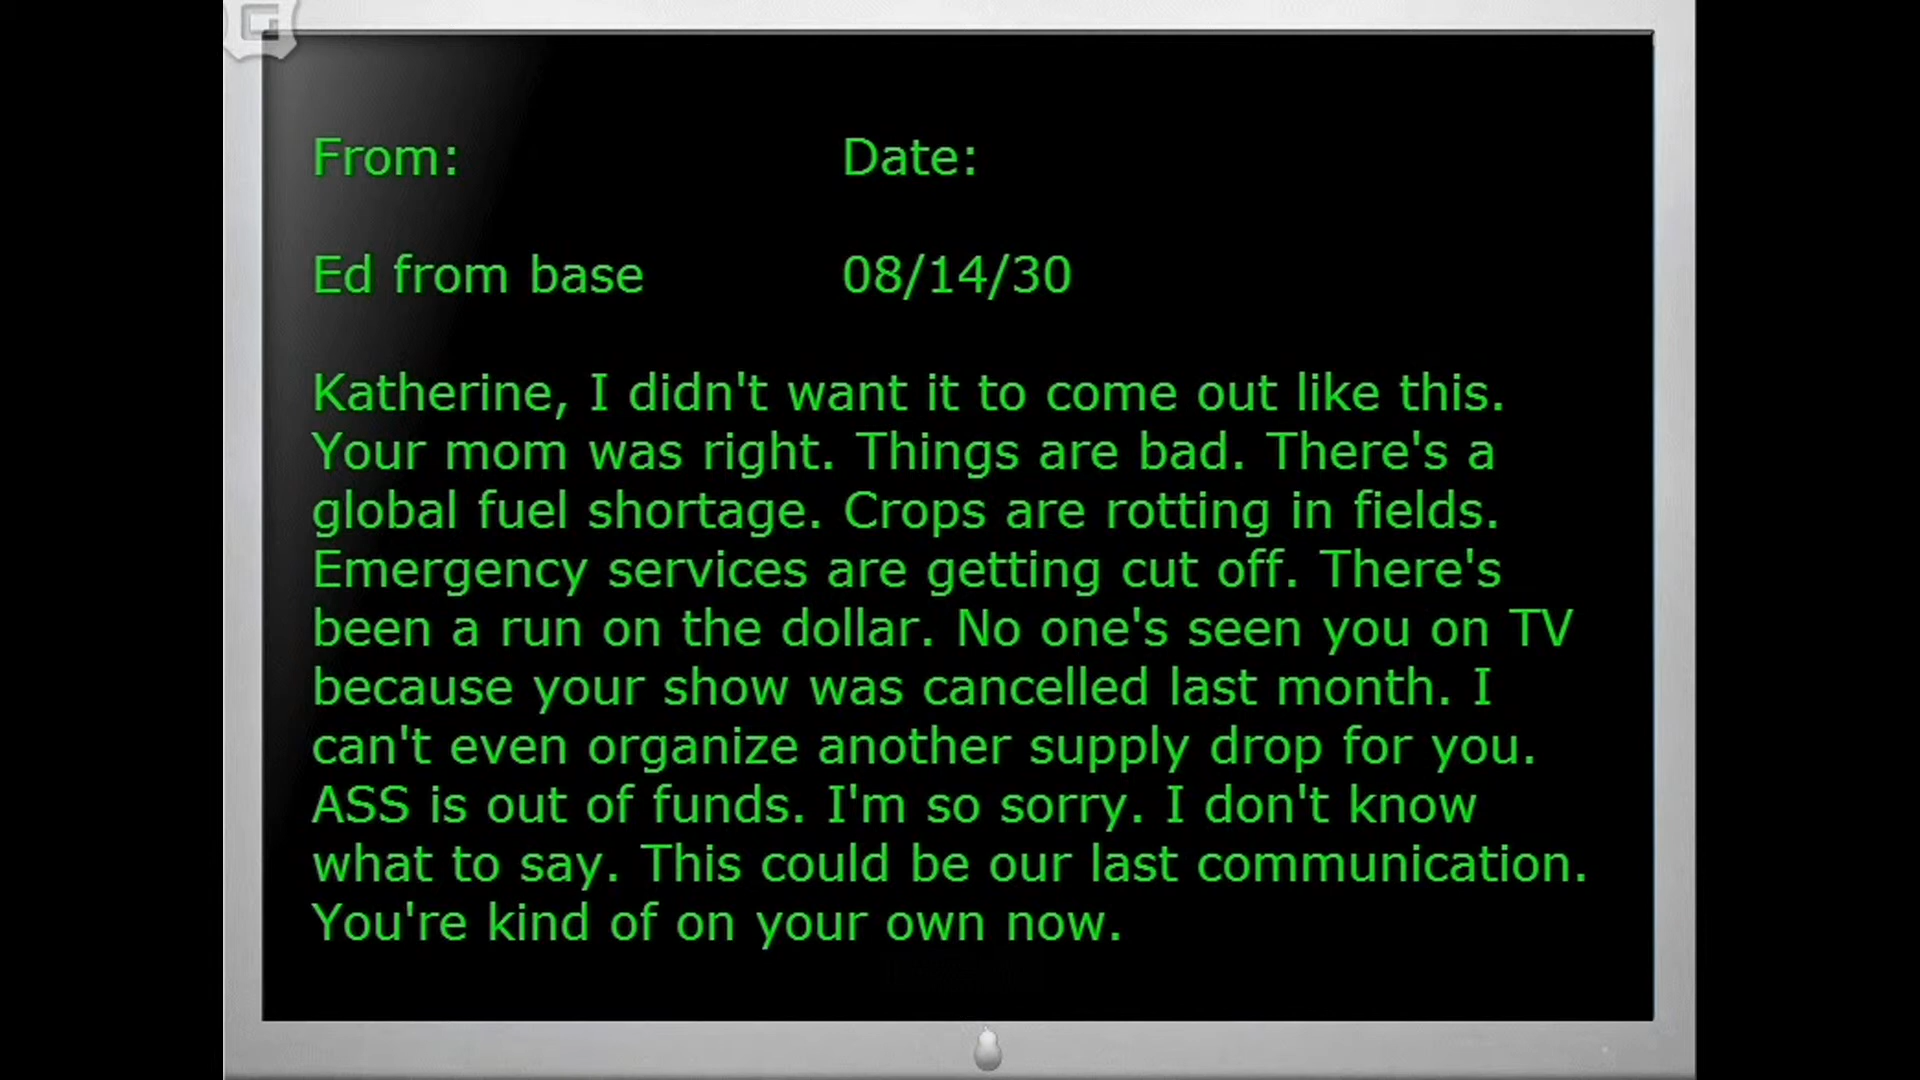 From: Date:
Ed from base 08/14/30
Katherine, I didn't want it to come out like this.
Your mom was right. Things are bad. There's a
global fuel shortage. Crops are rotting in fields.
Emergency services are getting cut off. There's
been a run on the dollar. No one's seen you on TV
because your show was cancelled last month. I
can't even organize another supply drop for you.
ASS is out of funds. I'm so sorry. I don't know
what to say. This could be our last communication.
You're kind of on your own now.